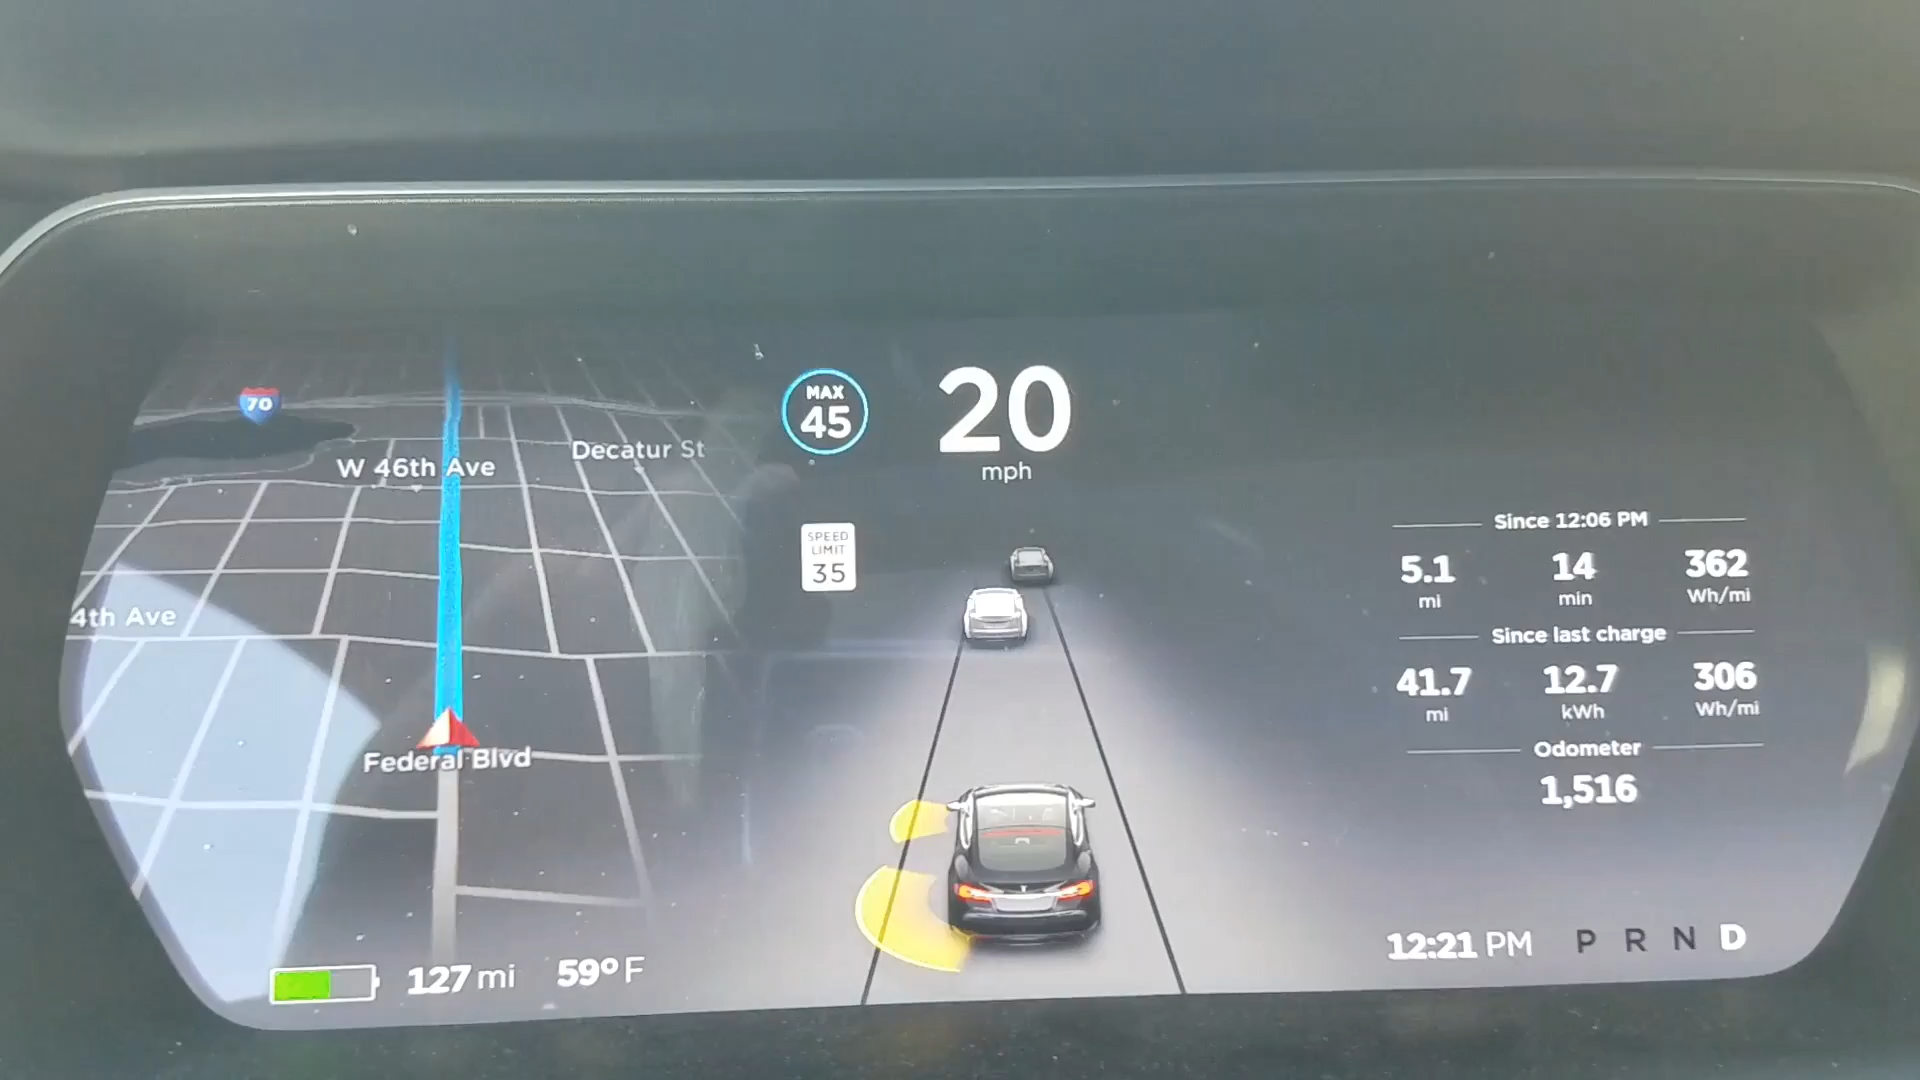 70
W 46th Ave
Decatur St
4th Ave
Federal Blvd
127 mi
59°F
MAX
45
20
mph
SPEED
LIMIT
35
Since 12:06 PM
5.1 14 362
mi min Wh/mi
Since last charge
41.7 12.7 306
mi kWh Wh/mi
Odometer
1,516
12:21 PM P R N D